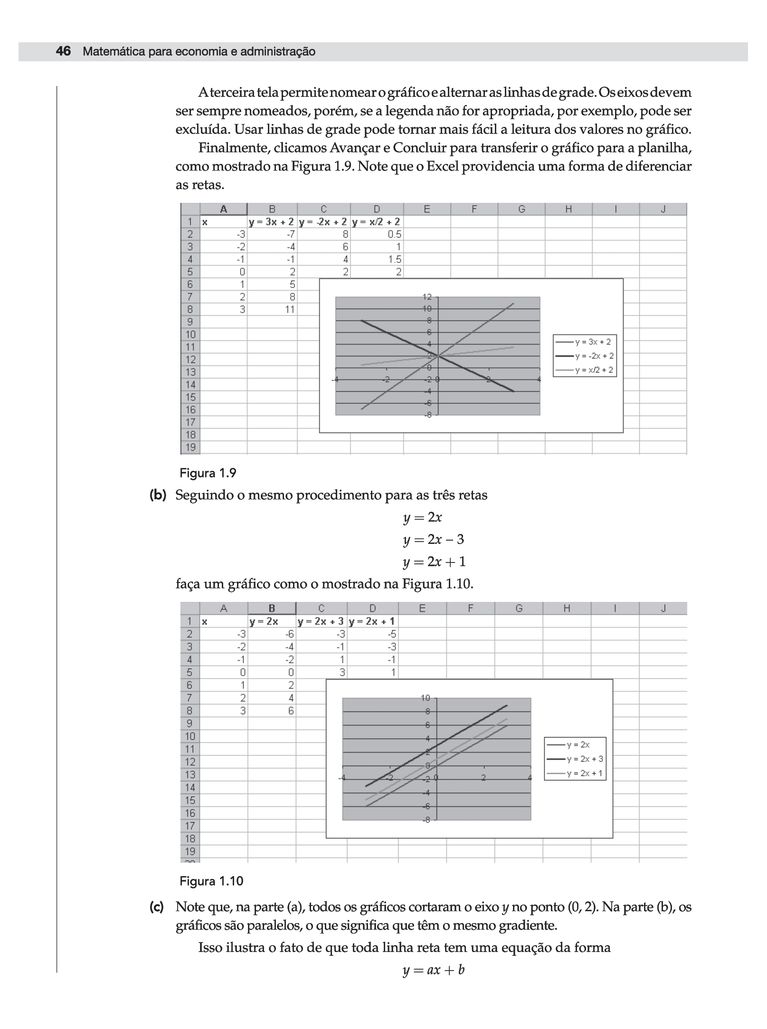 46 Matemática para economia e administração
A terceira tela permite nomear o gráfico e alternar as linhas de grade. Os eixos devem
ser sempre nomeados, porém, se a legenda não for apropriada, por exemplo, pode ser
excluída. Usar linhas de grade pode tornar mais fácil a leitura dos valores no gráfico.
Finalmente, clicamos Avançar e Concluir para transferir o gráfico para a planilha,
como mostrado na Figura 1.9. Note que o Excel providencia uma forma de diferenciar
as retas.
A B C D E F G H I J
1 x y = 3x + 2 y = -2x + 2 y = x/2 + 2
2 -3 -7 8 0.5
3 -2 -4 6 1
4 -1 -1 4 1.5
5 0 2 2 2
6 1 5
7 2 8
8 3 11
9
10
11
12
13
14
15
16
17
18
19
12
10
8
6
4
2
0
-4 -2 0 2 4
-2
-4
-6
-8
y = 3x + 2
y = -2x + 2
y = x/2 + 2
Figura 1.9
(b) Seguindo o mesmo procedimento para as três retas
y = 2x
y = 2x – 3
y = 2x + 1
faça um gráfico como o mostrado na Figura 1.10.
A B C D E F G H I J
1 x y = 2x y = 2x + 3 y = 2x + 1
2 -3 -6 -3 -5
3 -2 -4 -1 -3
4 -1 -2 1 -1
5 0 0 3 1
6 1 2
7 2 4
8 3 6
9
10
11
12
13
14
15
16
17
18
19
20
10
8
6
4
2
0
-4 -2 0 2 4
-2
-4
-6
-8
y = 2x
y = 2x + 3
y = 2x + 1
Figura 1.10
(c) Note que, na parte (a), todos os gráficos cortaram o eixo y no ponto (0, 2). Na parte (b), os
gráficos são paralelos, o que significa que têm o mesmo gradiente.
Isso ilustra o fato de que toda linha reta tem uma equação da forma
y = ax + b